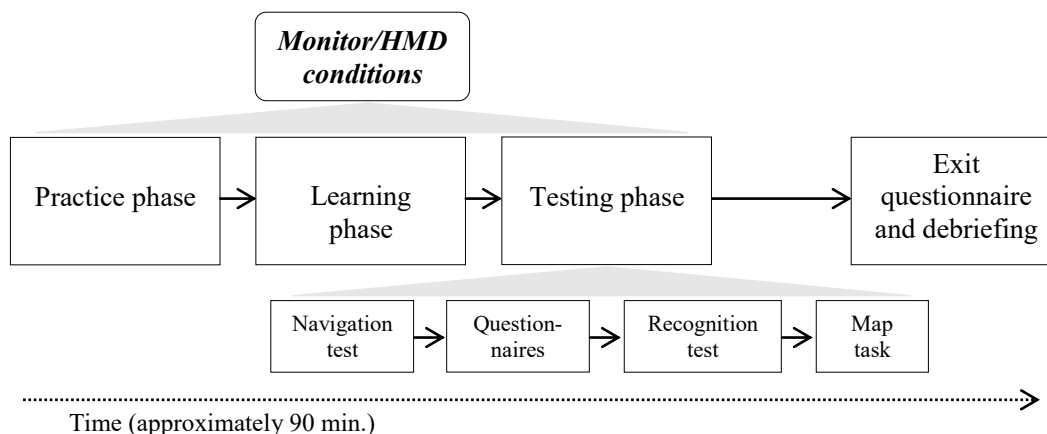 Monitor/HMD
conditions
Practice phase
Learning
phase
Testing phase
Exit
questionnaire
and debriefing
Navigation
test
Question-
naires
Recognition
test
Map
task
Time (approximately 90 min.)